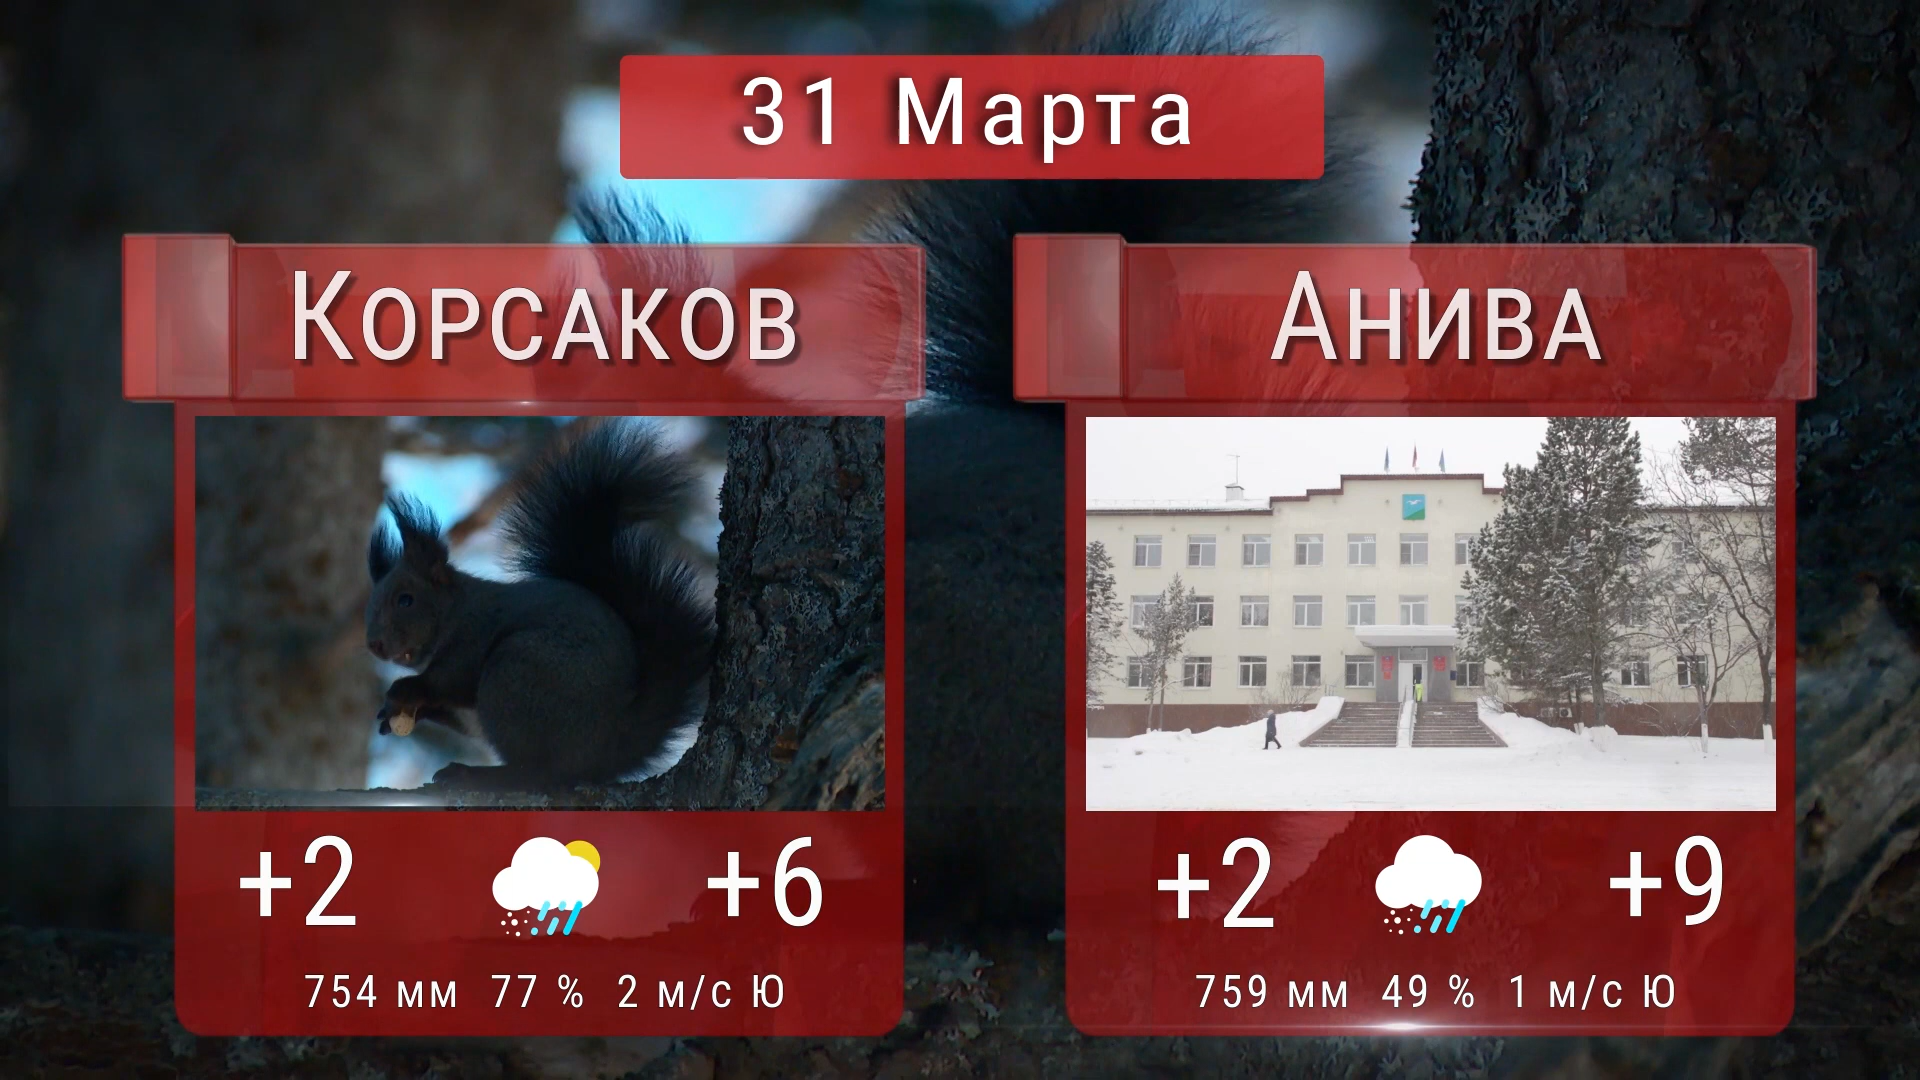 31 Марта
Корсаков
+2 +6
754 мм 77 % 2 м/с Ю
Анива
+2 +9
759 мм 49 % 1 м/с Ю